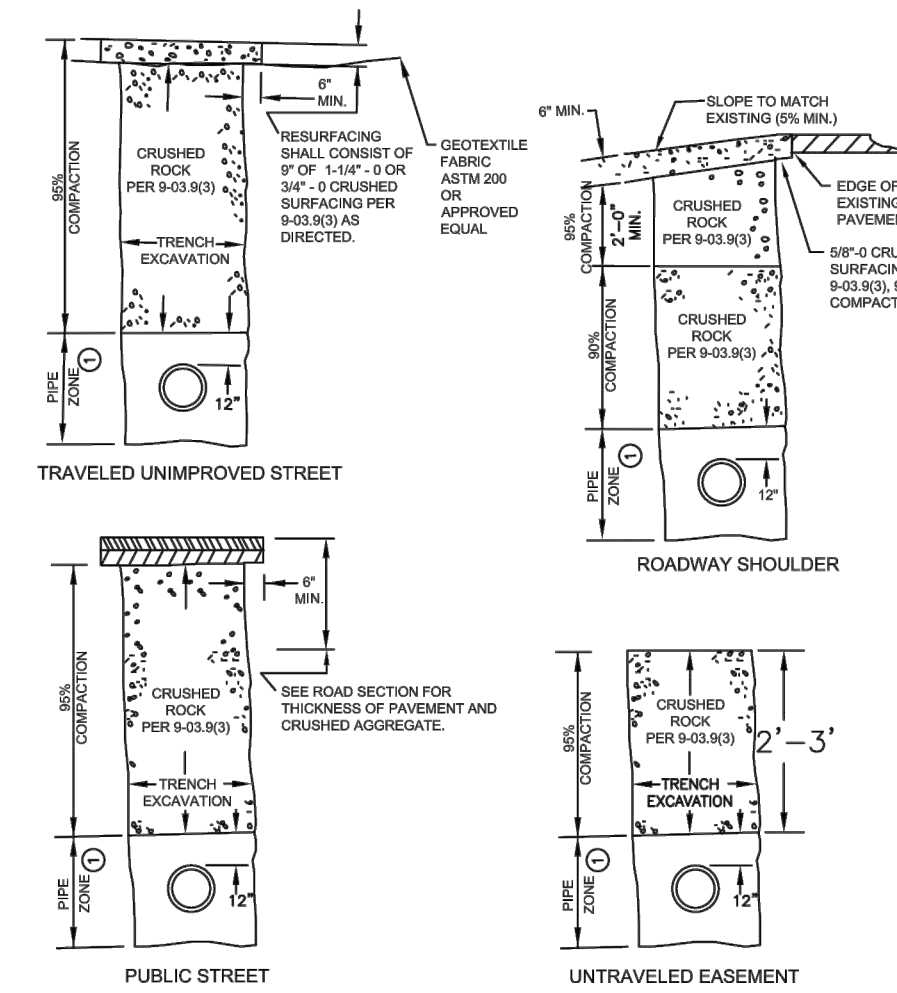 6"
MIN.
95%
COMPACTION
CRUSHED
ROCK
PER 9-03.9(3)
TRENCH
EXCAVATION
RESURFACING
SHALL CONSIST OF
9" OF 1-1/4" - 0 OR
3/4" - 0 CRUSHED
SURFACING PER
9-03.9(3) AS
DIRECTED.
GEOTEXTILE
FABRIC
ASTM 200
OR
APPROVED
EQUAL
PIPE
ZONE
1
12"
TRAVELED UNIMPROVED STREET
6" MIN.
SLOPE TO MATCH
EXISTING (5% MIN.)
EDGE OF
EXISTING
95%
COMPACTION
2'-0"
MIN.
CRUSHED
ROCK
PER 9-03.9(3)
5/8"-0
9-03.9(3),
90%
COMPACTION
CRUSHED
ROCK
PER 9-03.9(3)
PIPE
ZONE
1
12"
ROADWAY SHOULDER
6"
MIN.
95%
COMPACTION
CRUSHED
ROCK
PER 9-03.9(3)
SEE ROAD SECTION FOR
THICKNESS OF PAVEMENT AND
CRUSHED AGGREGATE.
TRENCH
EXCAVATION
PIPE
ZONE
1
12"
PUBLIC STREET
95%
COMPACTION
CRUSHED
ROCK
PER 9-03.9(3)
2'-3'
TRENCH
EXCAVATION
PIPE
ZONE
1
12"
UNTRAVELED EASEMENT